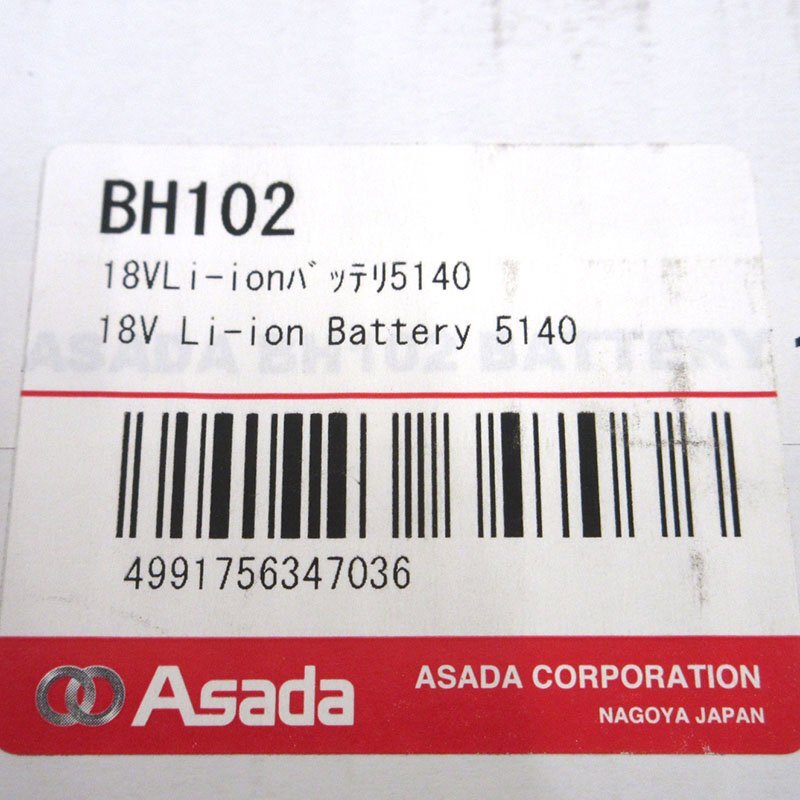 BH102
18VLi-ionﾊﾞｯﾃﾘ5140
18V Li-ion Battery 5140
ASADA BH102 BATTERY
4991756347036
Asada
ASADA CORPORATION
NAGOYA JAPAN